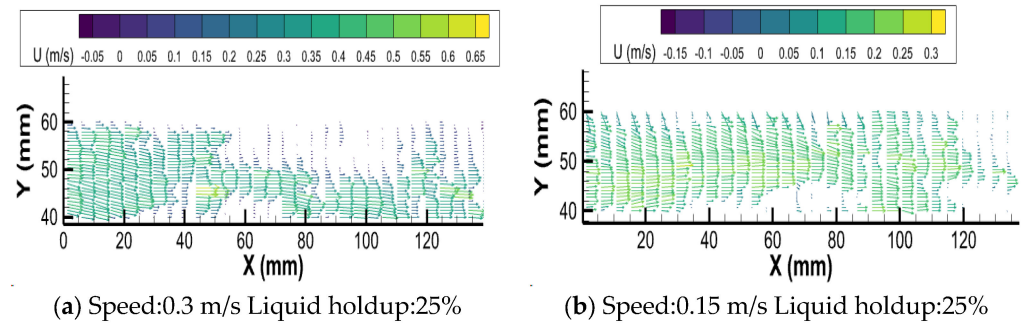 U (m/s) -0.05 0 0.05 0.1 0.15 0.2 0.25 0.3 0.35 0.4 0.45 0.5 0.55 0.6 0.65
Y (mm)
60
50
40
0 20 40 60 80 100 120
X (mm)
(a) Speed:0.3 m/s Liquid holdup:25%
U (m/s) -0.15 -0.1 -0.05 0 0.05 0.1 0.15 0.2 0.25 0.3
Y (mm)
60
50
40
20 40 60 80 100 120
X (mm)
(b) Speed:0.15 m/s Liquid holdup:25%